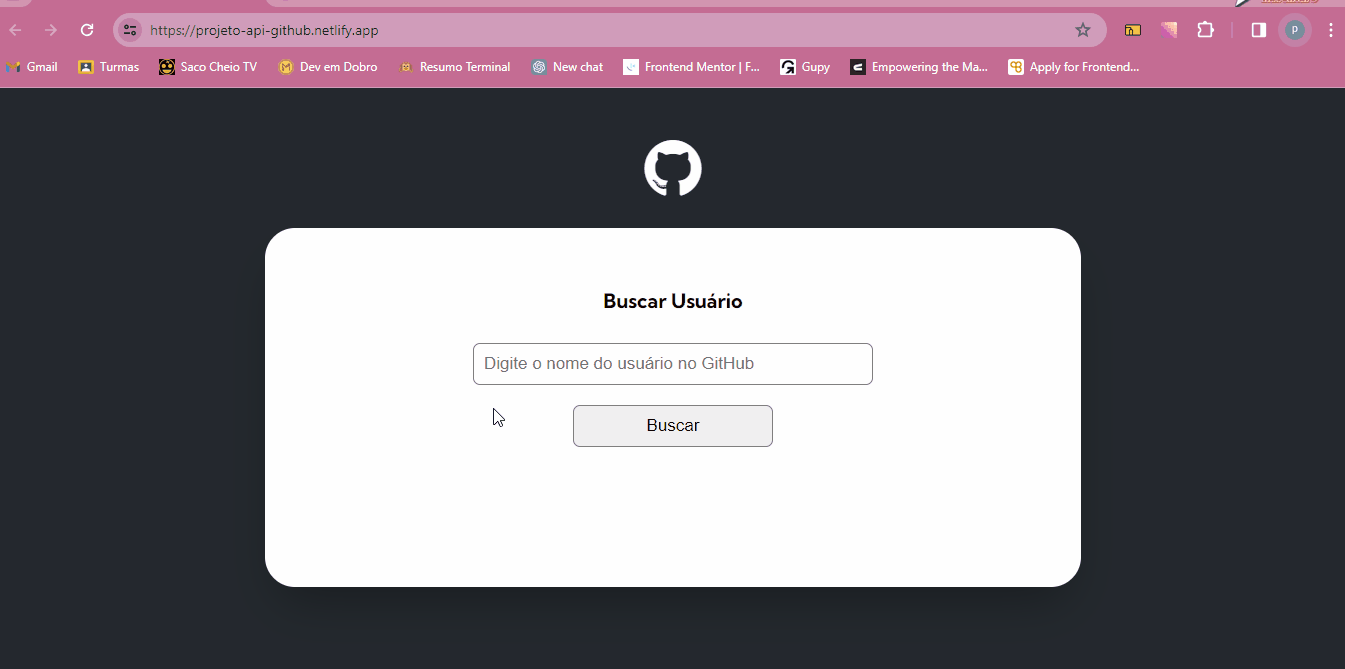 https://projeto-api-github.netlify.app
P
Gmail Turmas Saco Cheio TV Dev em Dobro Resumo Terminal New chat Frontend Mentor | F... Gupy Empowering the Ma... Apply for Frontend...
Buscar Usuário
Digite o nome do usuário no GitHub
Buscar